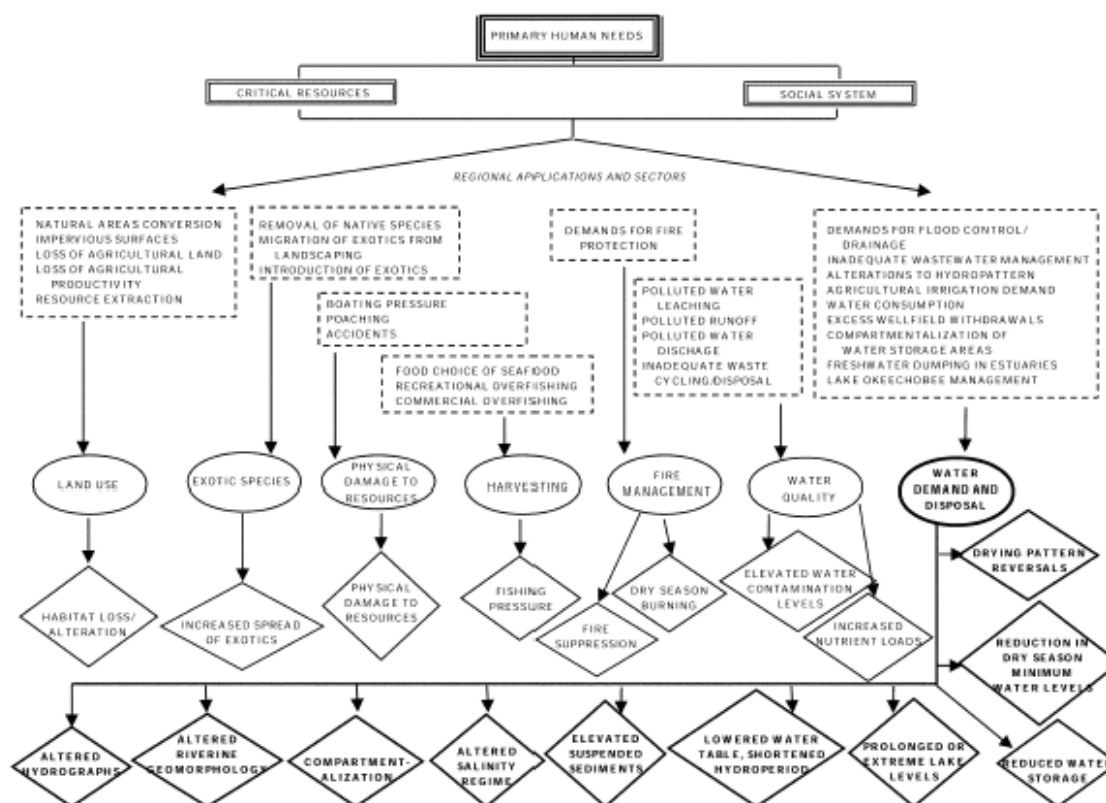 PRIMARY HUMAN NEEDS
CRITICAL RESOURCES
SOCIAL SYSTEM
REGIONAL APPLICATIONS AND SECTORS
NATURAL AREAS CONVERSION
IMPERVIOUS SURFACES
LOSS OF AGRICULTURAL LAND
LOSS OF AGRICULTURAL
PRODUCTIVITY
RESOURCE EXTRACTION
REMOVAL OF NATIVE SPECIES
MIGRATION OF EXOTICS FROM
LANDSCAPING
INTRODUCTION OF EXOTICS
BOATING PRESSURE
POACHING
ACCIDENTS
FOOD CHOICE OF SEAFOOD
RECREATIONAL OVERFISHING
COMMERCIAL OVERFISHING
DEMANDS FOR FIRE
PROTECTION
POLLUTED WATER
LEACHING
POLLUTED RUNOFF
POLLUTED WATER
DISCHAGE
INADEQUATE WASTE
CYCLING/DISPOSAL
DEMANDS FOR FLOOD CONTROL/
DRAINAGE
INADEQUATE WASTEWATER MANAGEMENT
ALTERATIONS TO HYDROPATTERN
AGRICULTURAL IRRIGATION DEMAND
WATER CONSUMPTION
EXCESS WELLFIELD WITHDRAWALS
COMPARTMENTALIZATION OF
WATER STORAGE AREAS
FRESHWATER DUMPING IN ESTUARIES
LAKE OKEECHOBEE MANAGEMENT
LAND USE
EXOTIC SPECIES
PHYSICAL
DAMAGE TO
RESOURCES
HARVESTING
FIRE
MANAGEMENT
WATER
QUALITY
WATER
DEMAND AND
DISPOSAL
HABITAT LOSS/
ALTERATION
INCREASED SPREAD
OF EXOTICS
PHYSICAL
DAMAGE TO
RESOURCES
FISHING
PRESSURE
FIRE
SUPPRESSION
DRY SEASON
BURNING
ELEVATED WATER
CONTAMINATION
LEVELS
INCREASED
NUTRIENT LOADS
DRYING PATTERN
REVERSALS
REDUCTION IN
DRY SEASON
MINIMUM
WATER LEVELS
ALTERED
HYDROGRAPHS
ALTERED
RIVERINE
GEOMORPHOLOGY
COMPARTMENT-
ALIZATION
ALTERED
SALINITY
REGIME
ELEVATED
SUSPENDED
SEDIMENTS
LOWERED WATER
TABLE, SHORTENED
HYDROPERIOD
PROLONGED OR
EXTREME LAKE
LEVELS
REDUCED WATER
STORAGE